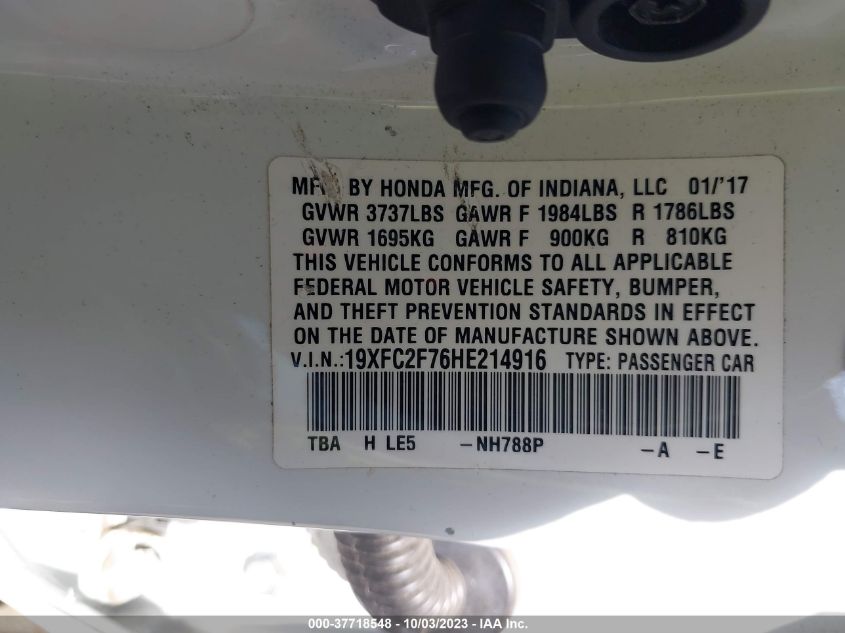 MFD BY HONDA MFG. OF INDIANA, LLC 01/'17
GVWR 3737LBS GAWR F 1984LBS R 1786LBS
GVWR 1695KG GAWR F 900KG R 810KG
THIS VEHICLE CONFORMS TO ALL APPLICABLE
FEDERAL MOTOR VEHICLE SAFETY, BUMPER,
AND THEFT PREVENTION STANDARDS IN EFFECT
ON THE DATE OF MANUFACTURE SHOWN ABOVE.
V.I.N.:19XFC2F76HE214916 TYPE: PASSENGER CAR
TBA H LE5 -NH788P -A -E
000-37718548 - 10/03/2023 - IAA Inc.